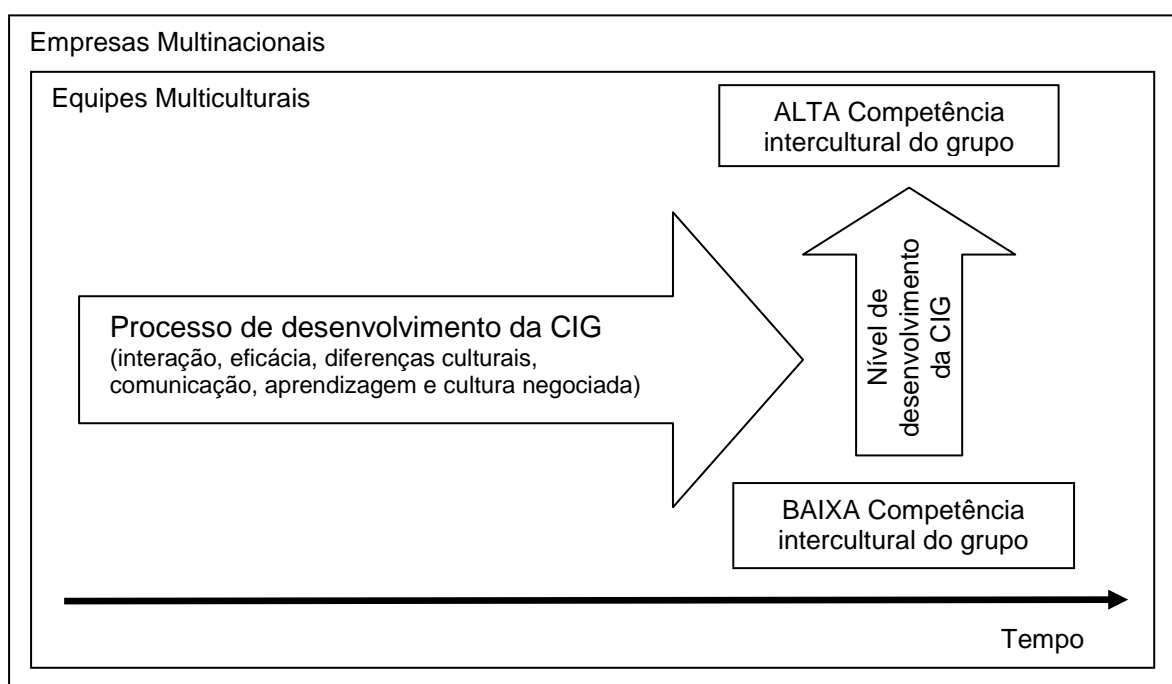 Empresas Multinacionais
Equipes Multiculturais
ALTA Competência
intercultural do grupo
Processo de desenvolvimento da CIG
(interação, eficácia, diferenças culturais,
comunicação, aprendizagem e cultura negociada)
Nível de
desenvolvimento
da CIG
BAIXA Competência
intercultural do grupo
Tempo